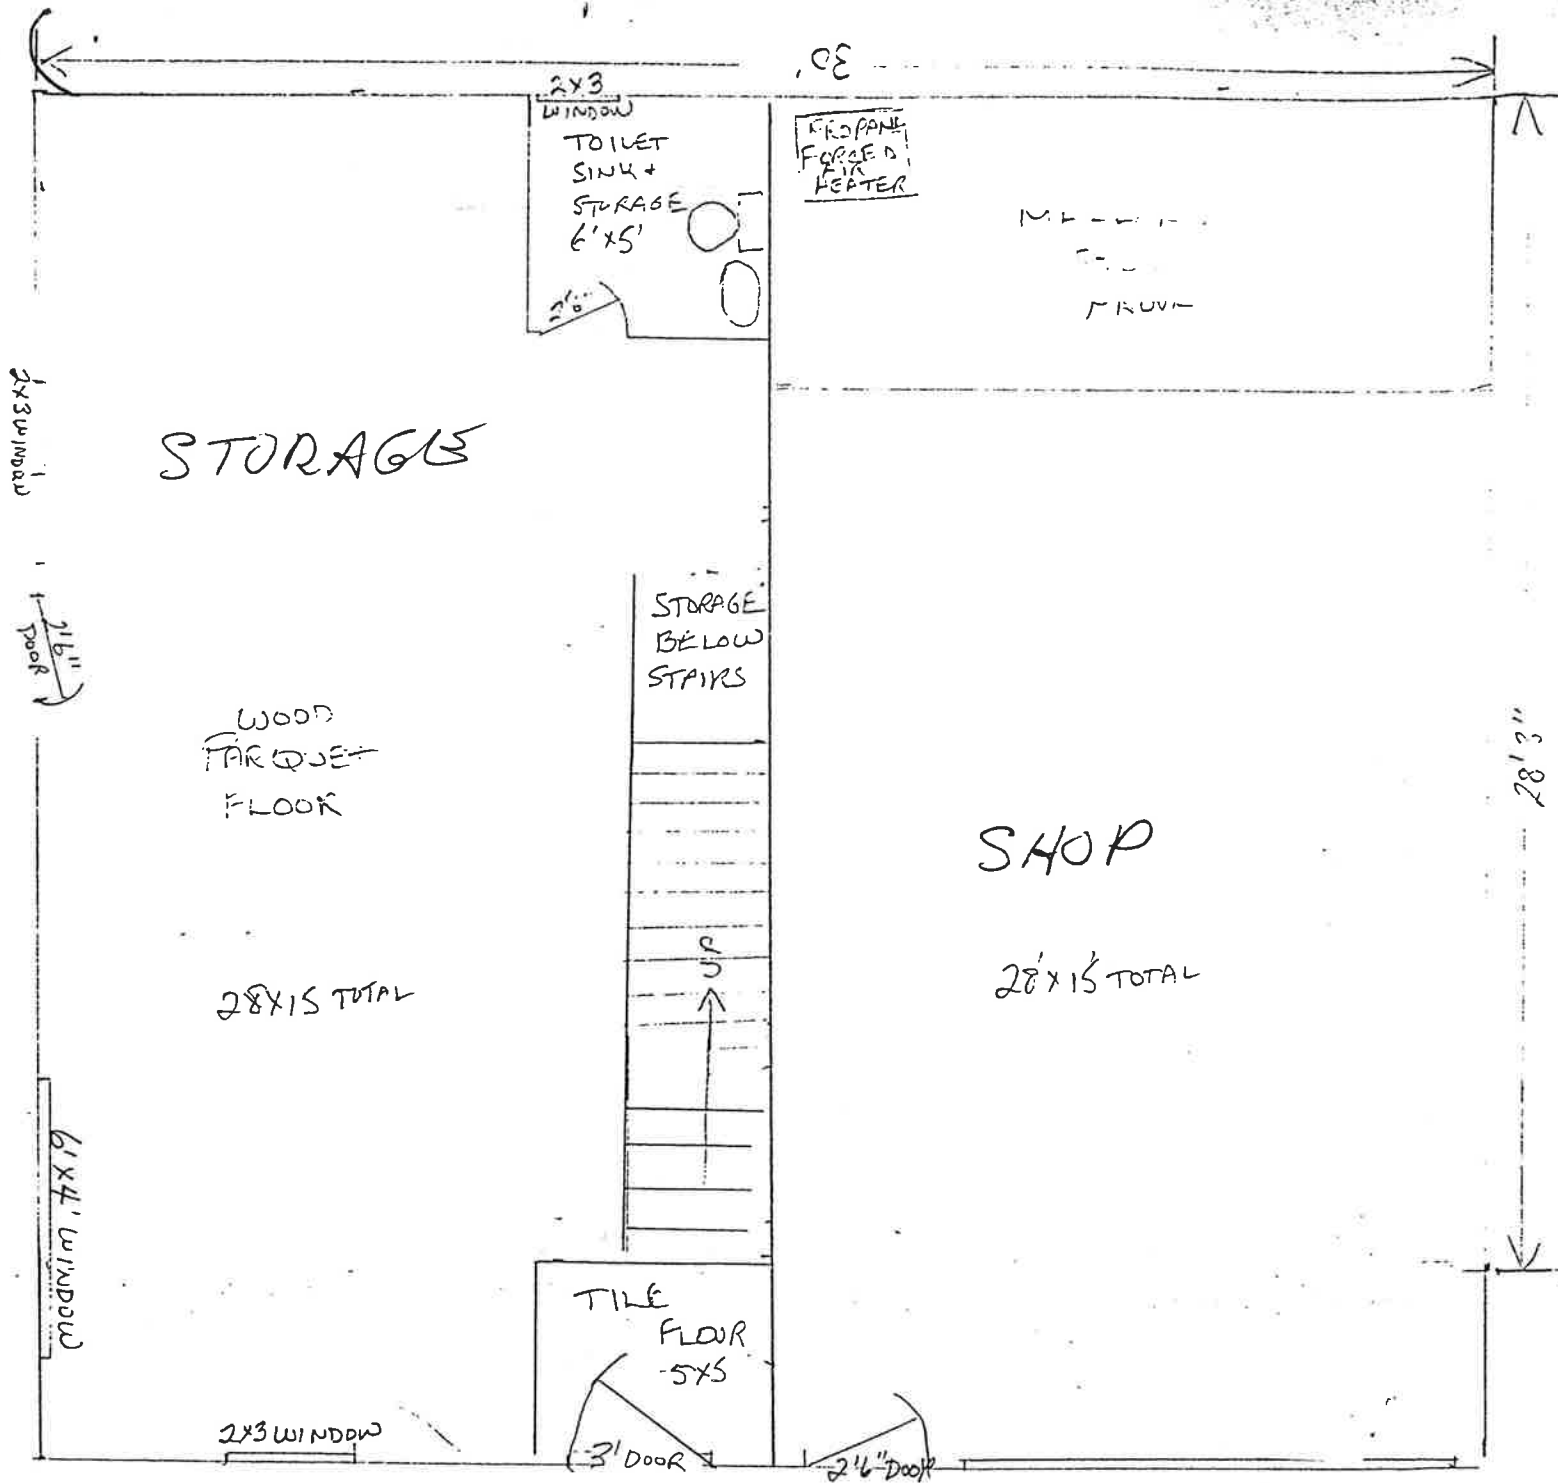 30'
2X3
WINDOW
TOILET
SINK +
STORAGE
6'X5'
2'6"
PROPANE
FORCED
AIR
HEATER
2X3 WINDOW
STORAGE
2'6"
DOOR
STORAGE
BELOW
STAIRS
WOOD
PARQUET
FLOOR
28'3"
SHOP
28X15 TOTAL
28'X15' TOTAL
UP
6'X4' WINDOW
TILE
FLOOR
5X5
2X3 WINDOW
3' DOOR
2'6" DOOR